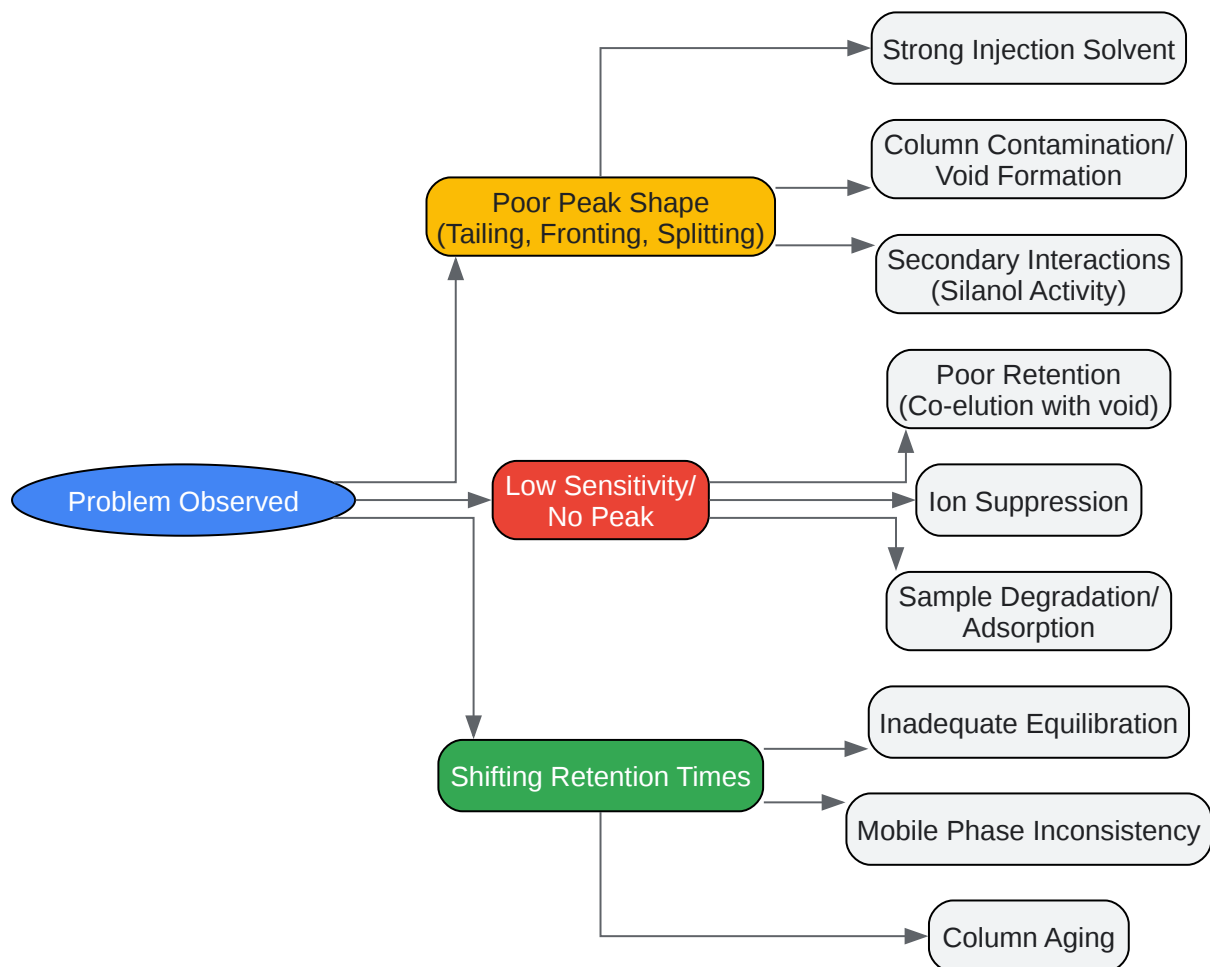 Problem Observed
Poor Peak Shape
(Tailing, Fronting, Splitting)
Strong Injection Solvent
Column Contamination/
Void Formation
Secondary Interactions
(Silanol Activity)
Low Sensitivity/
No Peak
Poor Retention
(Co-elution with void)
Ion Suppression
Sample Degradation/
Adsorption
Shifting Retention Times
Inadequate Equilibration
Mobile Phase Inconsistency
Column Aging